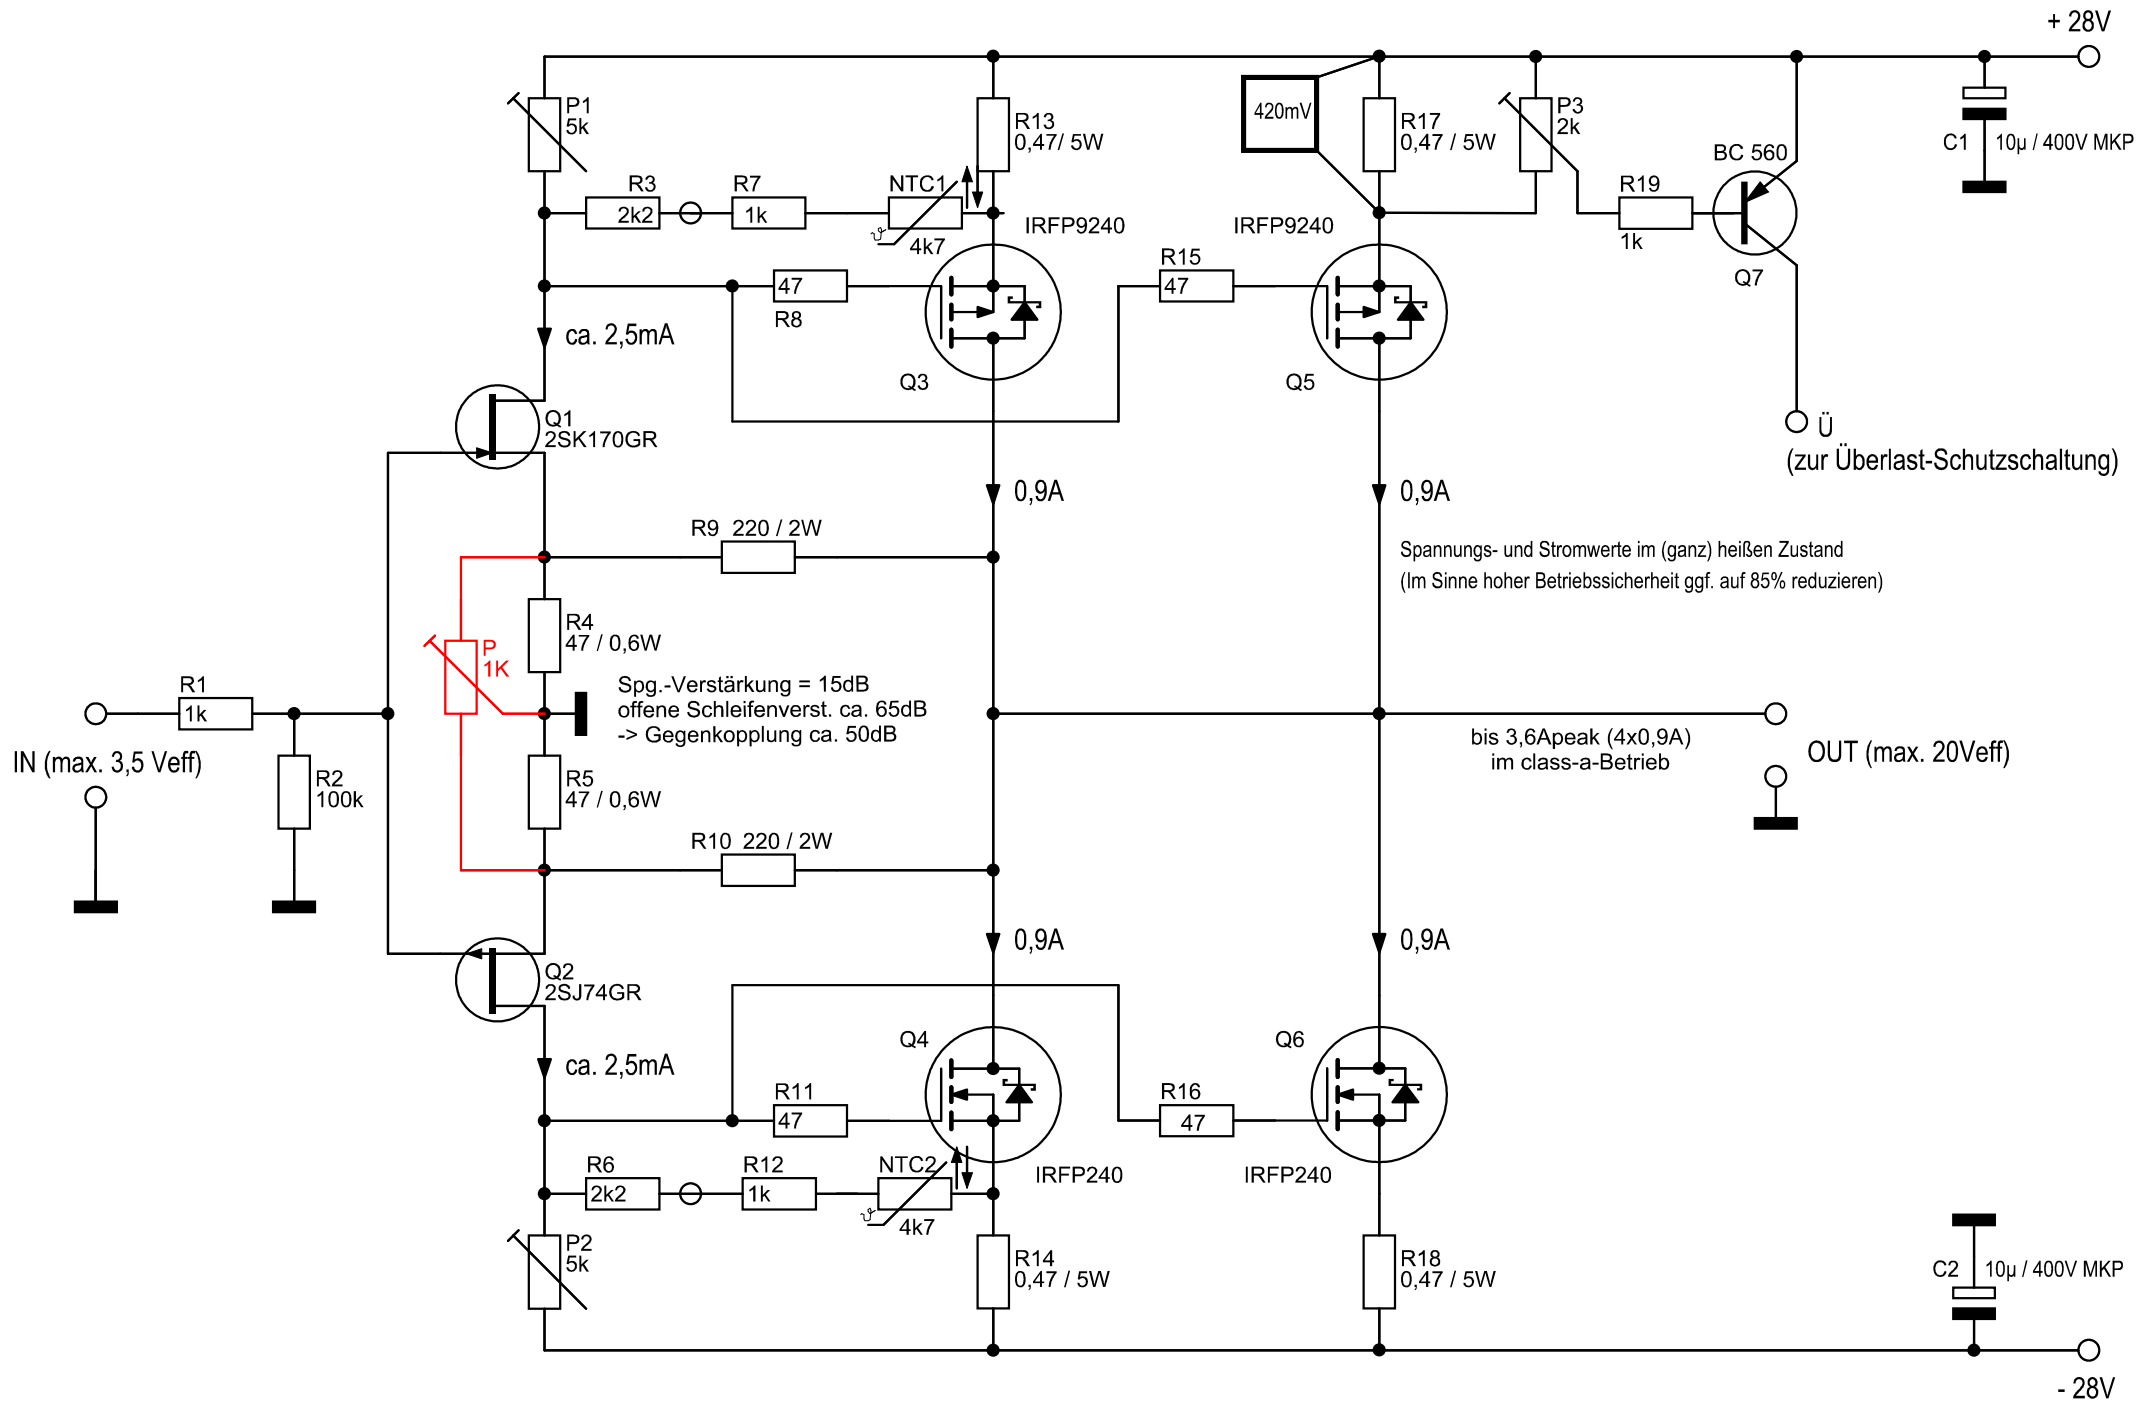 + 28V
P1
5k
R13
0,47/ 5W
420mV
R17
0,47 / 5W
P3
2k
C1
10µ / 400V MKP
BC 560
R3
2k2
R7
1k
NTC1
ϑ
4k7
IRFP9240
IRFP9240
R19
1k
Q7
R15
47
47
R8
ca. 2,5mA
Q3
Q5
Q1
2SK170GR
Ü
(zur Überlast-Schutzschaltung)
0,9A
0,9A
R9 220 / 2W
Spannungs- und Stromwerte im (ganz) heißen Zustand
(Im Sinne hoher Betriebssicherheit ggf. auf 85% reduzieren)
R4
47 / 0,6W
P
1K
R1
1k
Spg.-Verstärkung = 15dB
offene Schleifenverst. ca. 65dB
-> Gegenkopplung ca. 50dB
IN (max. 3,5 Veff)
bis 3,6Apeak (4x0,9A)
im class-a-Betrieb
OUT (max. 20Veff)
R2
100k
R5
47 / 0,6W
R10 220 / 2W
0,9A
0,9A
Q2
2SJ74GR
ca. 2,5mA
Q4
Q6
R11
47
R16
47
R6
2k2
R12
1k
NTC2
ϑ
4k7
IRFP240
IRFP240
P2
5k
R14
0,47 / 5W
R18
0,47 / 5W
C2
10µ / 400V MKP
- 28V